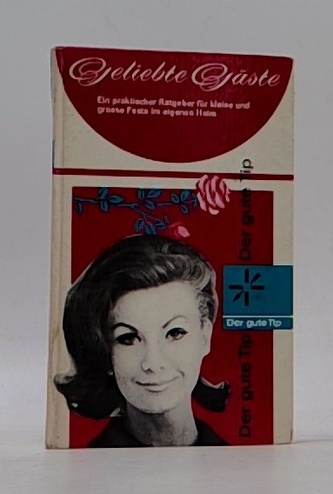 Geliebte Gäste
Ein praktischer Ratgeber für kleine und
grosse Feste im eigenen Heim
Der gute Tip
Der gute Tip
Der gute Tip